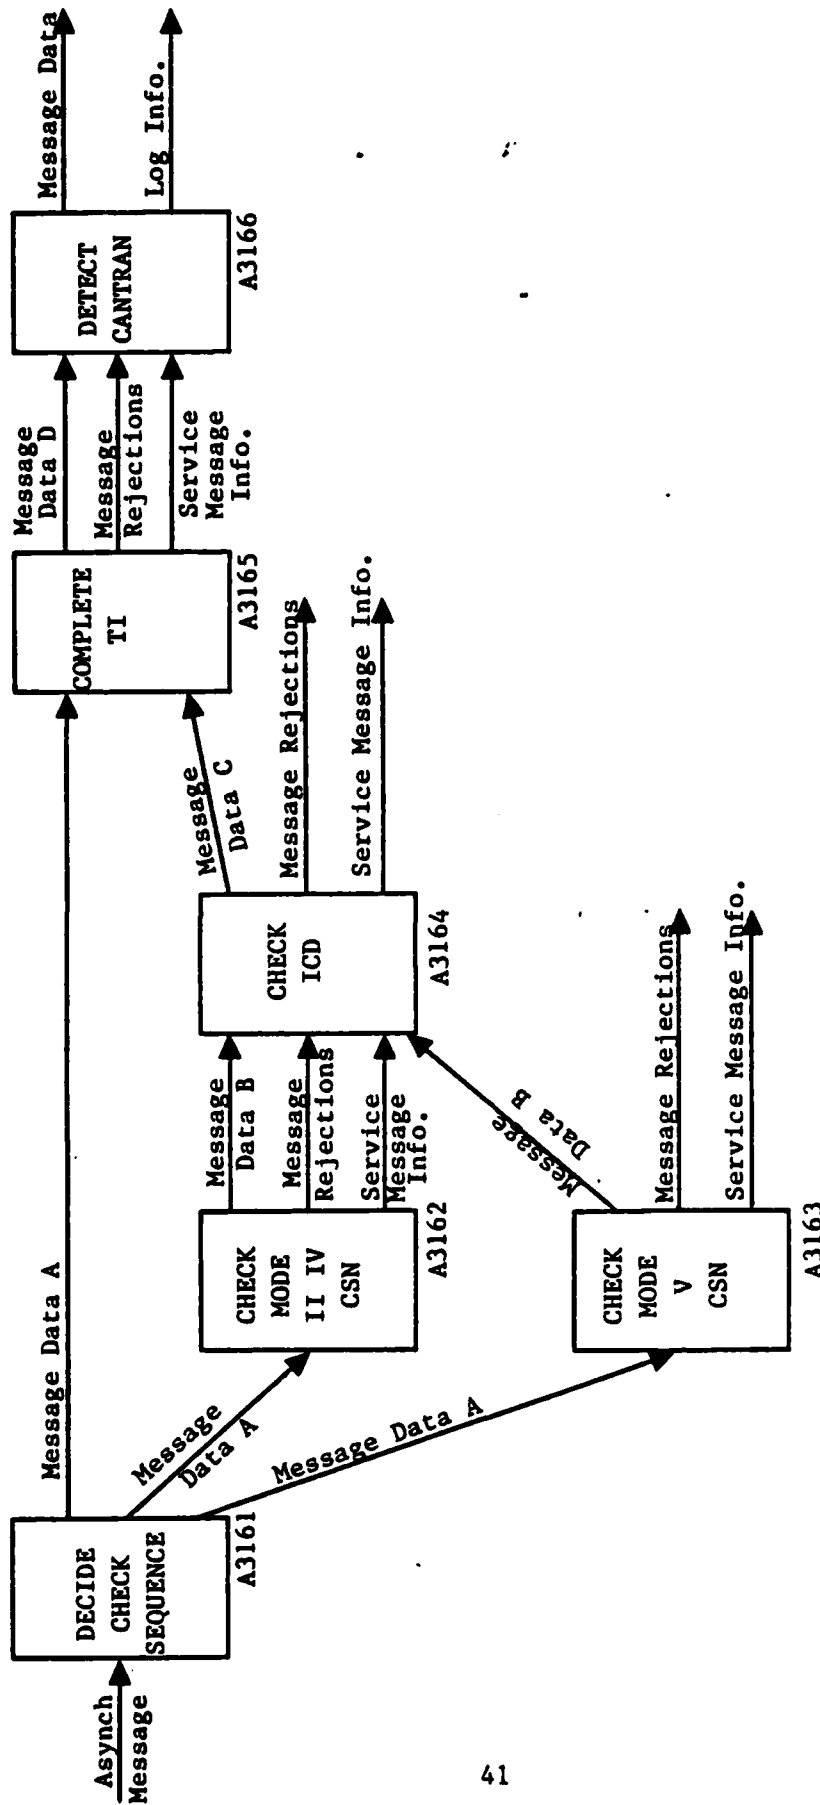 Asynch
Message
DECIDE
CHECK
SEQUENCE
A3161
Message Data A
Message
Data A
Message Data A
CHECK
MODE
II IV
CSN
A3162
CHECK
MODE
V
CSN
A3163
Message
Data B
Message
Rejections
Service
Message
Info.
Message
Data B
Message Rejections
Service Message Info.
CHECK
ICD
A3164
Message
Data C
Message Rejections
Service Message Info.
COMPLETE
TI
A3165
Message
Data D
Message
Rejections
Service
Message
Info.
DETECT
CANTRAN
A3166
Message Data
Log Info.
41